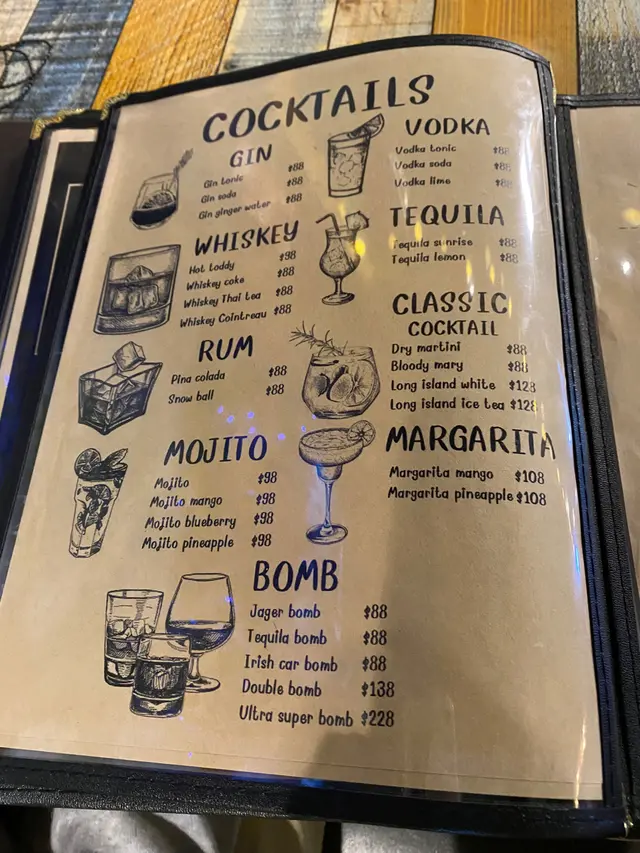 COCKTAILS
GIN
Gin tonic $88
Gin soda $88
Gin ginger water $88
WHISKEY
Hot toddy $98
Whiskey coke $88
Whiskey Thai tea $88
Whiskey Cointreau $88
RUM
Pina colada $88
Snow ball $88
MOJITO
Mojito $98
Mojito mango $98
Mojito blueberry $98
Mojito pineapple $98
VODKA
Vodka tonic $88
Vodka soda $88
Vodka lime $88
TEQUILA
Tequila sunrise $88
Tequila lemon $88
CLASSIC
COCKTAIL
Dry martini $88
Bloody mary $88
Long island white $128
Long island ice tea $128
MARGARITA
Margarita mango $108
Margarita pineapple $108
BOMB
Jager bomb $88
Tequila bomb $88
Irish car bomb $88
Double bomb $138
Ultra super bomb $228